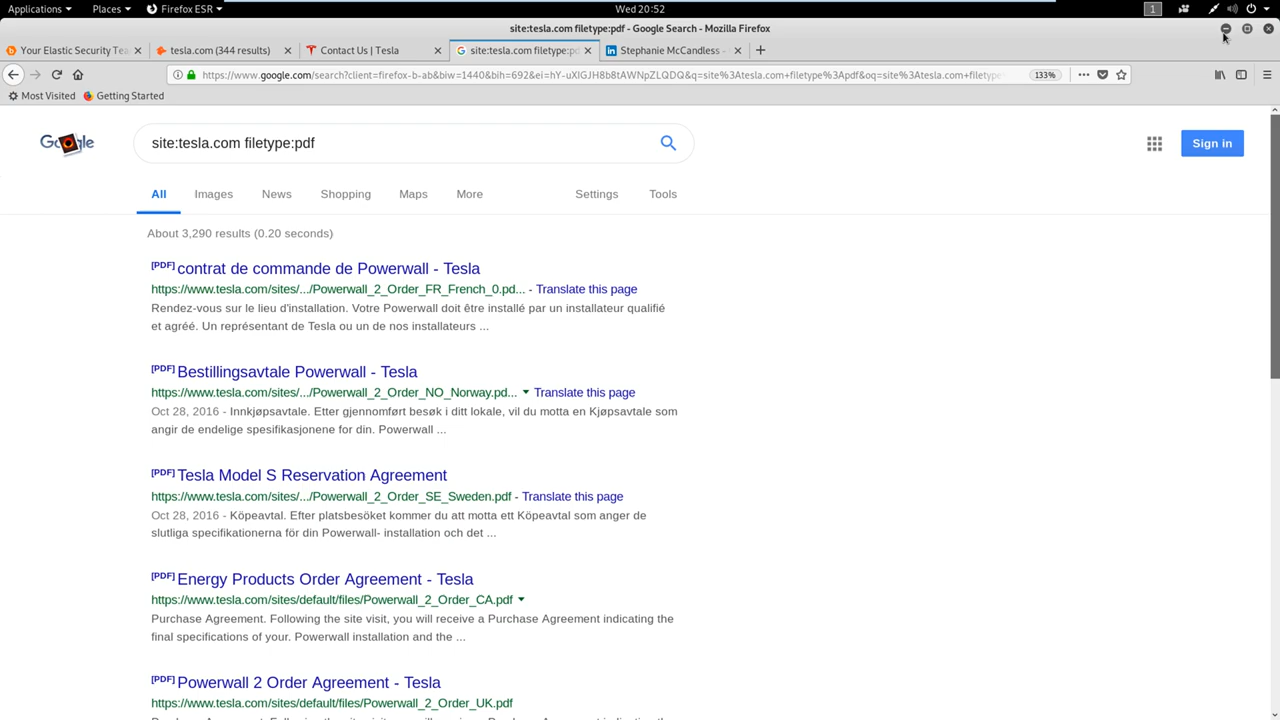 Applications Places Firefox ESR Wed 20:52 1
site:tesla.com filetype:pdf - Google Search - Mozilla Firefox
Your Elastic Security Tea tesla.com (344 results) Contact Us | Tesla site:tesla.com filetype:pd Stephanie McCandless -
https://www.google.com/search?client=firefox-b-ab&biw=1440&bih=692&ei=hY-uXIGJH8b8tAWNpZLQDQ&q=site%3Atesla.com+filetype%3Apdf&oq=site%3Atesla.com+filetype 133%
Most Visited Getting Started
Google site:tesla.com filetype:pdf Sign in
All Images News Shopping Maps More Settings Tools
About 3,290 results (0.20 seconds)
[PDF] contrat de commande de Powerwall - Tesla
https://www.tesla.com/sites/.../Powerwall_2_Order_FR_French_0.pd... - Translate this page
Rendez-vous sur le lieu d'installation. Votre Powerwall doit être installé par un installateur qualifié
et agréé. Un représentant de Tesla ou un de nos installateurs ...
[PDF] Bestillingsavtale Powerwall - Tesla
https://www.tesla.com/sites/.../Powerwall_2_Order_NO_Norway.pd... Translate this page
Oct 28, 2016 - Innkjøpsavtale. Etter gjennomført besøk i ditt lokale, vil du motta en Kjøpsavtale som
angir de endelige spesifikasjonene for din. Powerwall ...
[PDF] Tesla Model S Reservation Agreement
https://www.tesla.com/sites/.../Powerwall_2_Order_SE_Sweden.pdf - Translate this page
Oct 28, 2016 - Köpeavtal. Efter platsbesöket kommer du att motta ett Köpeavtal som anger de
slutliga specifikationerna för din Powerwall- installation och det ...
[PDF] Energy Products Order Agreement - Tesla
https://www.tesla.com/sites/default/files/Powerwall_2_Order_CA.pdf
Purchase Agreement. Following the site visit, you will receive a Purchase Agreement indicating the
final specifications of your. Powerwall installation and the ...
[PDF] Powerwall 2 Order Agreement - Tesla
https://www.tesla.com/sites/default/files/Powerwall_2_Order_UK.pdf